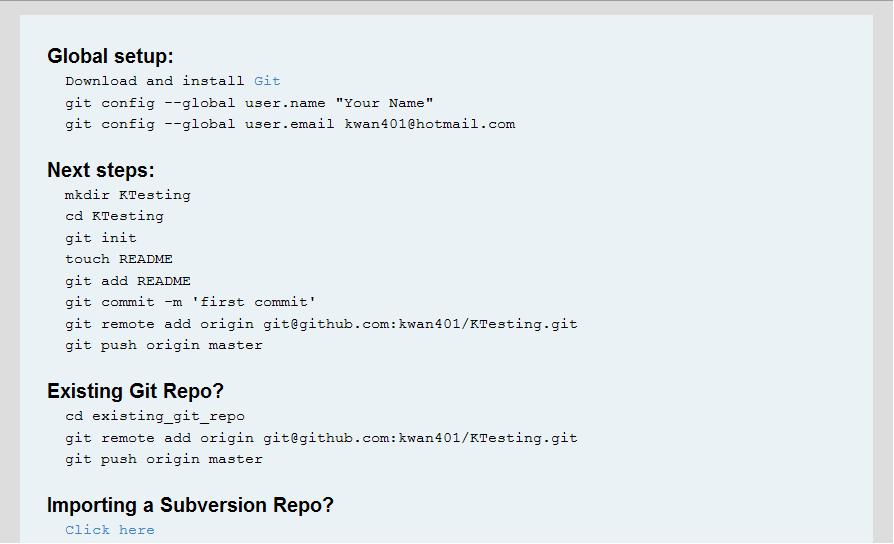 Global setup:
Download and install Git
git config --global user.name "Your Name"
git config --global user.email kwan401@hotmail.com
Next steps:
mkdir KTesting
cd KTesting
git init
touch README
git add README
git commit -m 'first commit'
git remote add origin git@github.com:kwan401/KTesting.git
git push origin master
Existing Git Repo?
cd existing_git_repo
git remote add origin git@github.com:kwan401/KTesting.git
git push origin master
Importing a Subversion Repo?
Click here